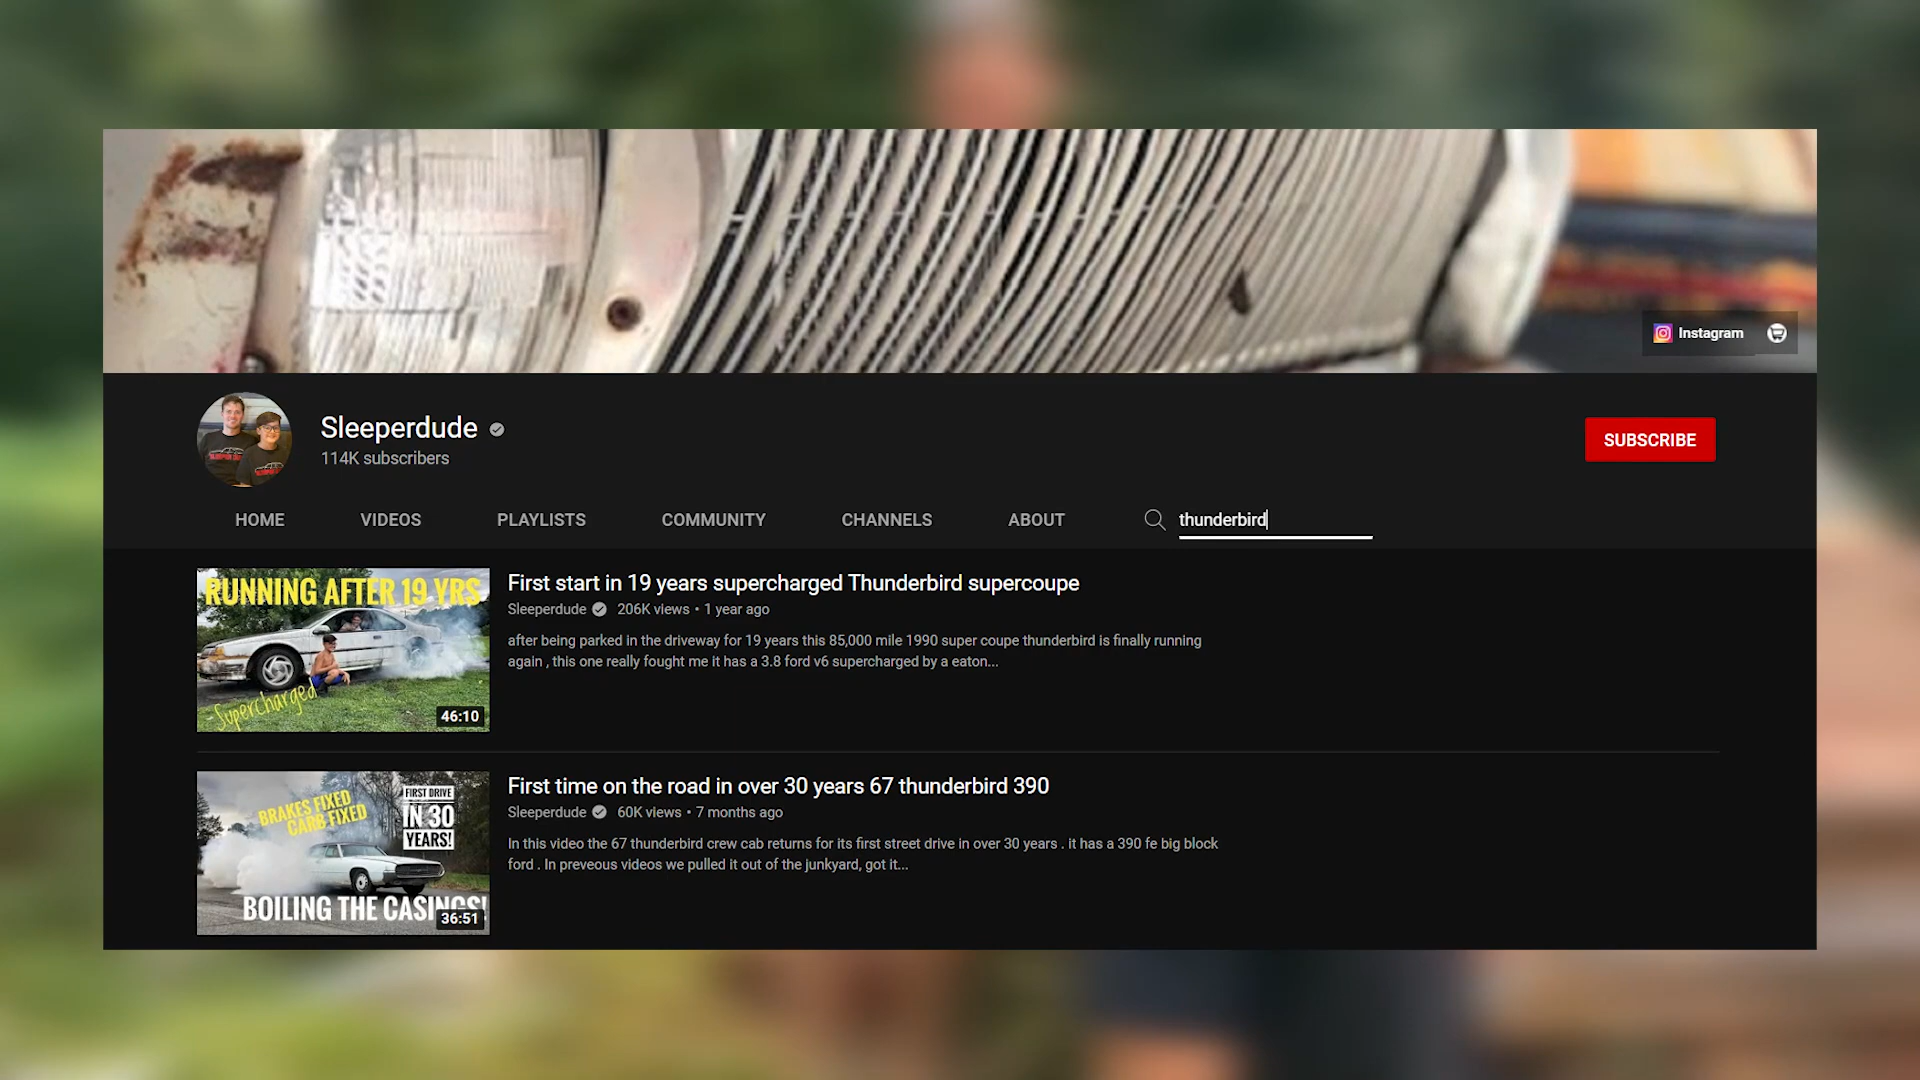 Instagram
Sleeperdude
114K subscribers
SUBSCRIBE
HOME VIDEOS PLAYLISTS COMMUNITY CHANNELS ABOUT thunderbird
RUNNING AFTER 19 YRS
Supercharged
46:10
First start in 19 years supercharged Thunderbird supercoupe
Sleeperdude 206K views • 1 year ago
after being parked in the driveway for 19 years this 85,000 mile 1990 super coupe thunderbird is finally running
again , this one really fought me it has a 3.8 ford v6 supercharged by a eaton...
BRAKES FIXED
CARB FIXED
FIRST DRIVE
IN 30
YEARS!
BOILING THE CASINGS!
36:51
First time on the road in over 30 years 67 thunderbird 390
Sleeperdude 60K views • 7 months ago
In this video the 67 thunderbird crew cab returns for its first street drive in over 30 years . it has a 390 fe big block
ford . In preveous videos we pulled it out of the junkyard, got it...